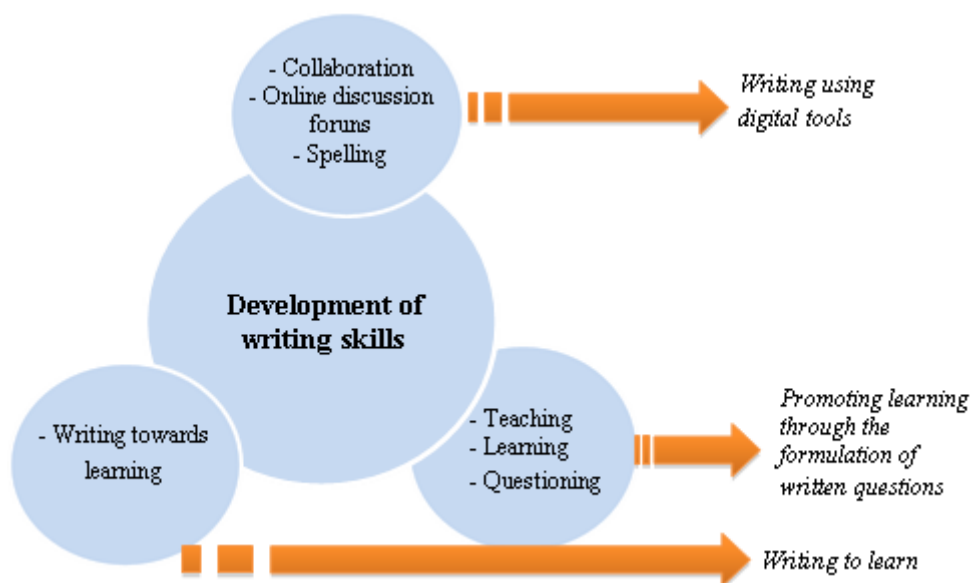 - Collaboration
- Online discussion
foruns
- Spelling
Writing using
digital tools
Development of
writing skills
- Writing towards
learning
- Teaching
- Learning
- Questioning
Promoting learning
through the
formulation of
written questions
Writing to learn